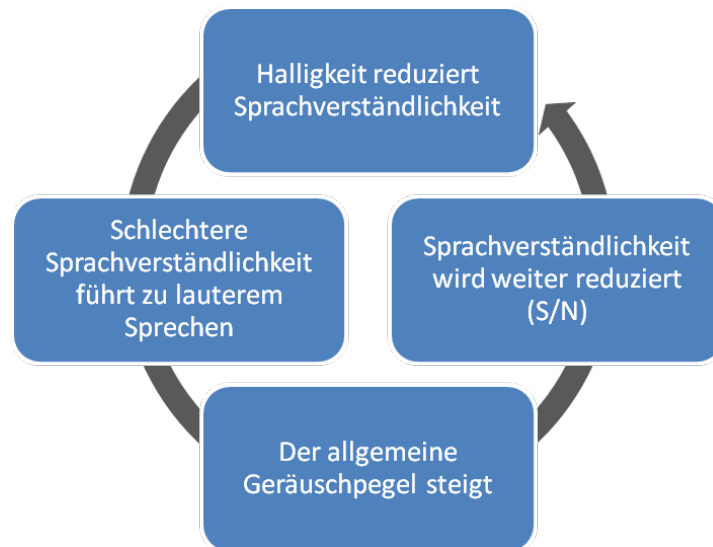 Halligkeit reduziert
Sprachverständlichkeit
Schlechtere
Sprachverständlichkeit
führt zu lauterem
Sprechen
Der allgemeine
Geräuschpegel steigt
Sprachverständlichkeit
wird weiter reduziert
(S/N)